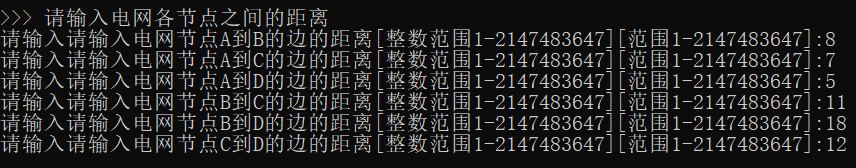 >>> 请输入电网各节点之间的距离
请输入请输入电网节点A到B的边的距离[整数范围1-2147483647][范围1-2147483647]:8
请输入请输入电网节点A到C的边的距离[整数范围1-2147483647][范围1-2147483647]:7
请输入请输入电网节点A到D的边的距离[整数范围1-2147483647][范围1-2147483647]:5
请输入请输入电网节点B到C的边的距离[整数范围1-2147483647][范围1-2147483647]:11
请输入请输入电网节点B到D的边的距离[整数范围1-2147483647][范围1-2147483647]:18
请输入请输入电网节点C到D的边的距离[整数范围1-2147483647][范围1-2147483647]:12